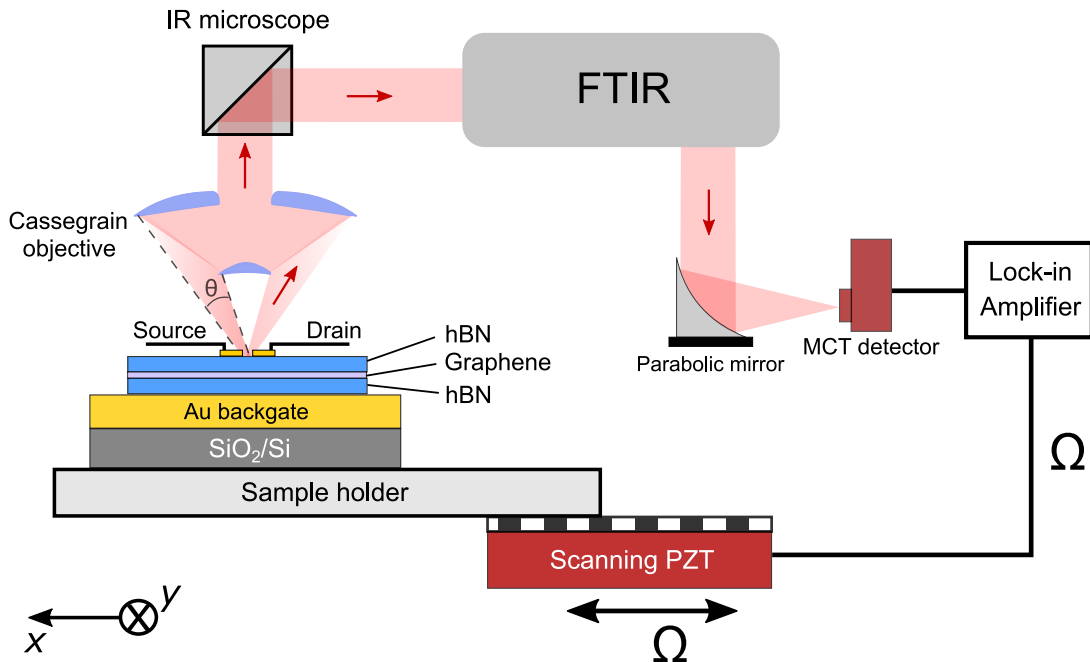 IR microscope
FTIR
Cassegrain
objective
θ
Source
Drain
hBN
Graphene
hBN
Au backgate
SiO₂/Si
Sample holder
Scanning PZT
Ω
Parabolic mirror
MCT detector
Lock-in
Amplifier
Ω
x
y